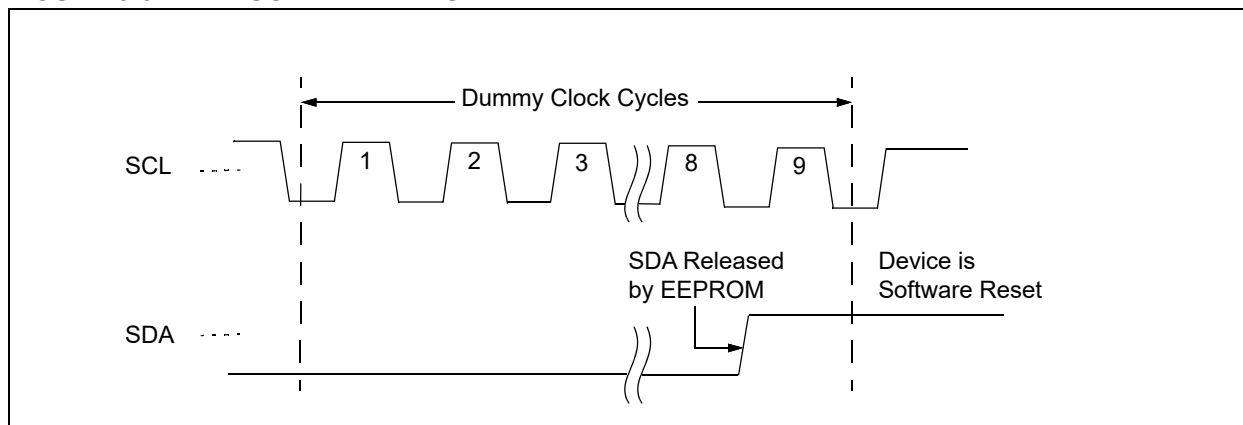 Dummy Clock Cycles
SCL
1 2 3 8 9
SDA Released
by EEPROM
Device is
Software Reset
SDA